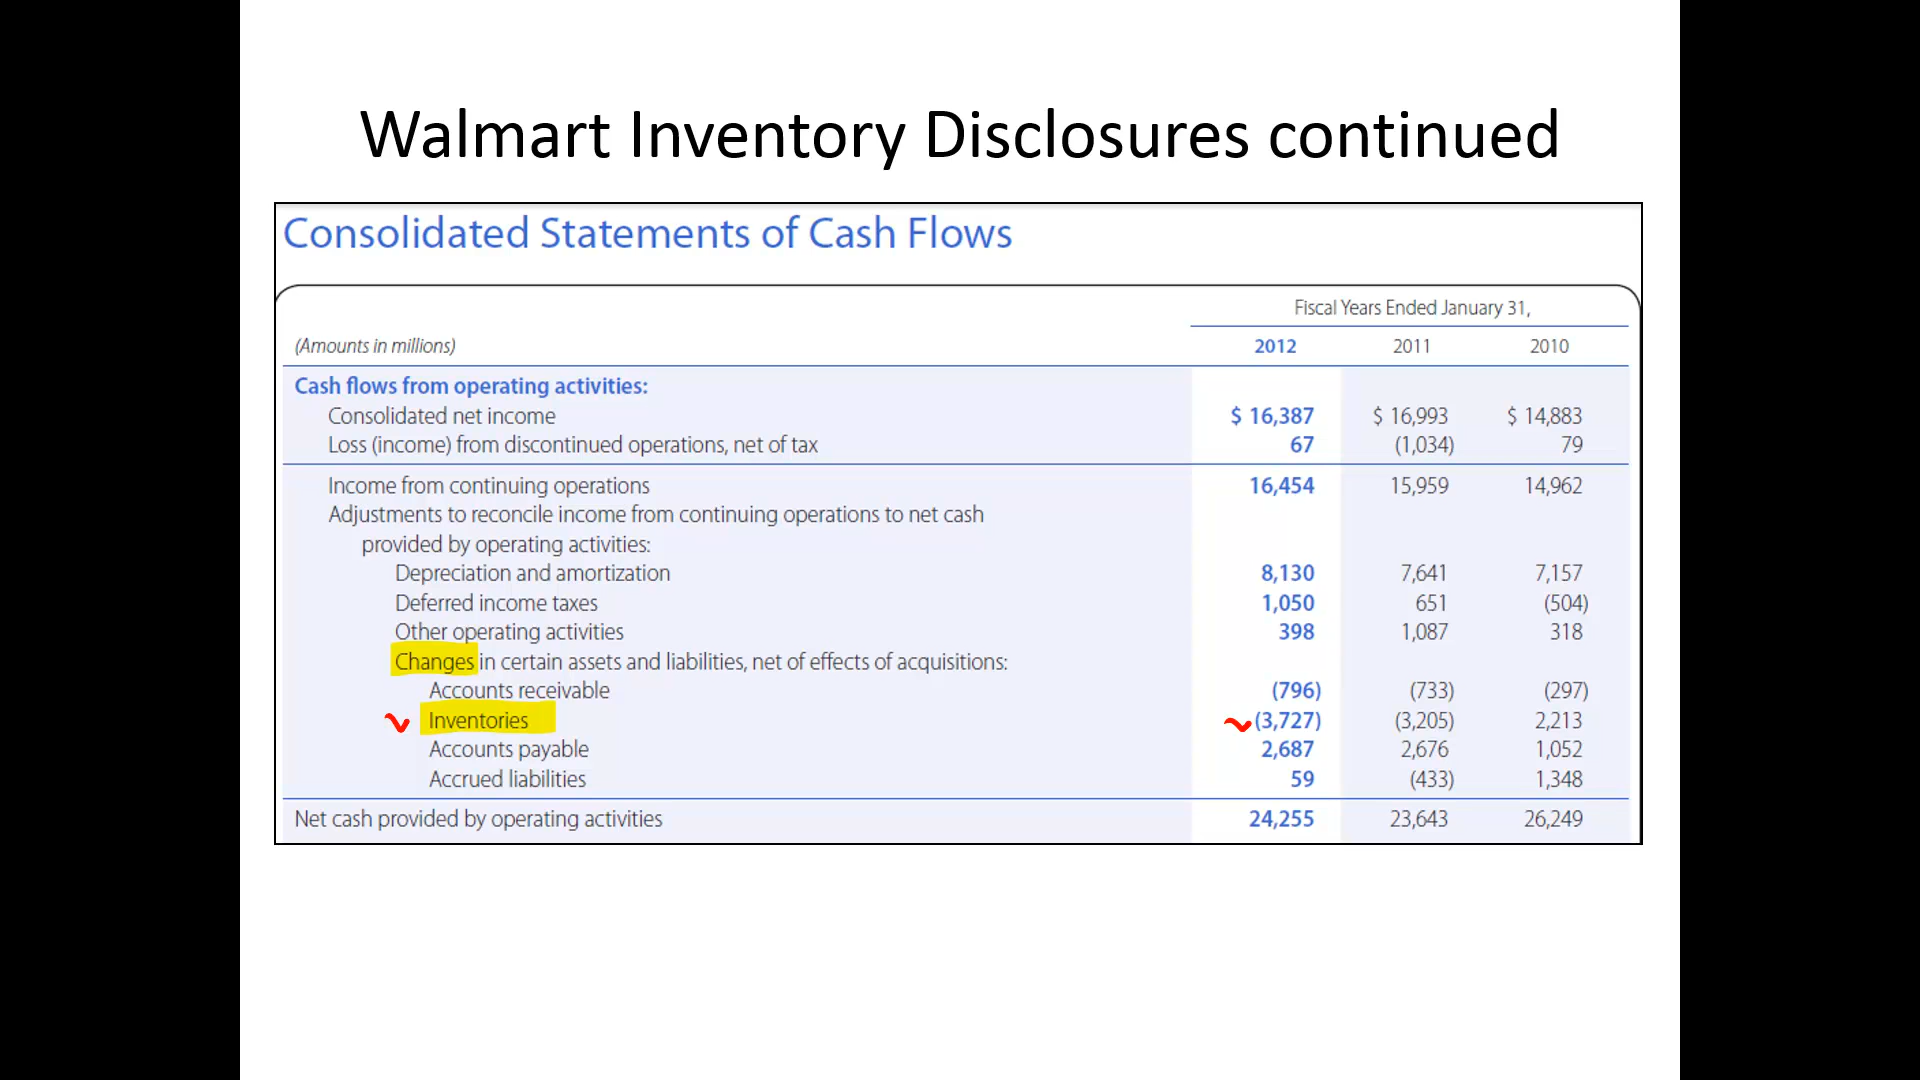 Walmart Inventory Disclosures continued
Consolidated Statements of Cash Flows
Fiscal Years Ended January 31,
(Amounts in millions) 2012 2011 2010
Cash flows from operating activities:
Consolidated net income $ 16,387 $ 16,993 $ 14,883
Loss (income) from discontinued operations, net of tax 67 (1,034) 79
Income from continuing operations 16,454 15,959 14,962
Adjustments to reconcile income from continuing operations to net cash
provided by operating activities:
Depreciation and amortization 8,130 7,641 7,157
Deferred income taxes 1,050 651 (504)
Other operating activities 398 1,087 318
Changes in certain assets and liabilities, net of effects of acquisitions:
Accounts receivable (796) (733) (297)
Inventories (3,727) (3,205) 2,213
Accounts payable 2,687 2,676 1,052
Accrued liabilities 59 (433) 1,348
Net cash provided by operating activities 24,255 23,643 26,249